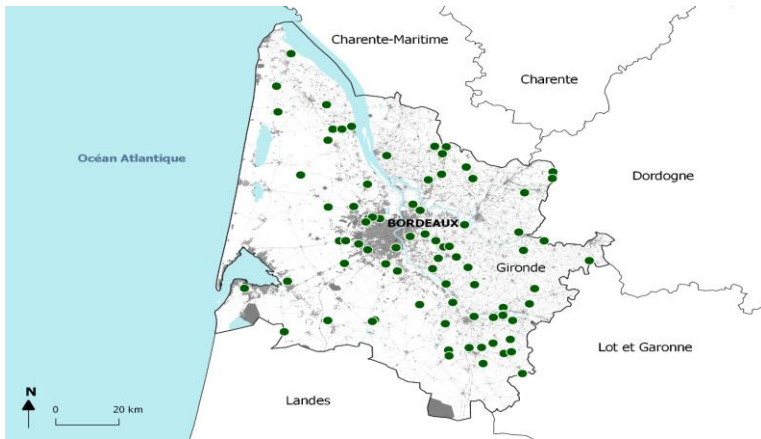 Charente-Maritime
Charente
Océan Atlantique
Dordogne
BORDEAUX
Gironde
Lot et Garonne
Landes
N
0 20 km